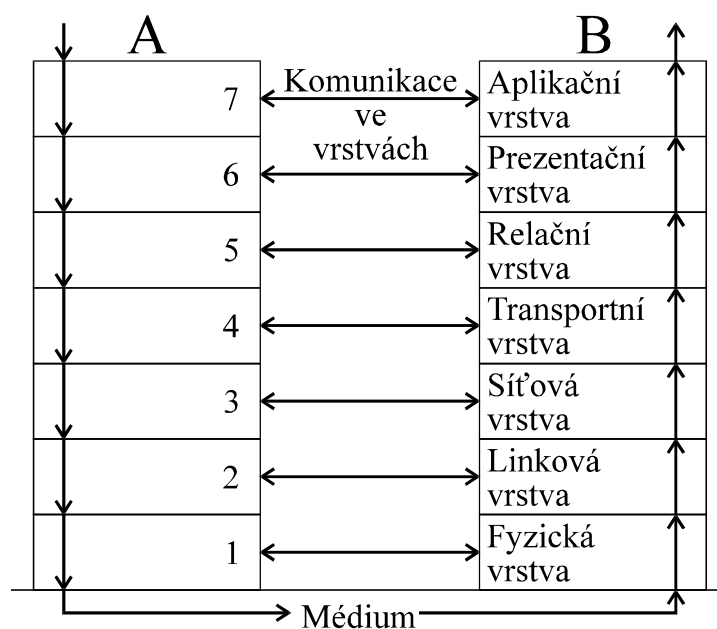 A
B
7
Komunikace
ve
vrstvách
Aplikační
vrstva
6
Prezentační
vrstva
5
Relační
vrstva
4
Transportní
vrstva
3
Síťová
vrstva
2
Linková
vrstva
1
Fyzická
vrstva
Médium